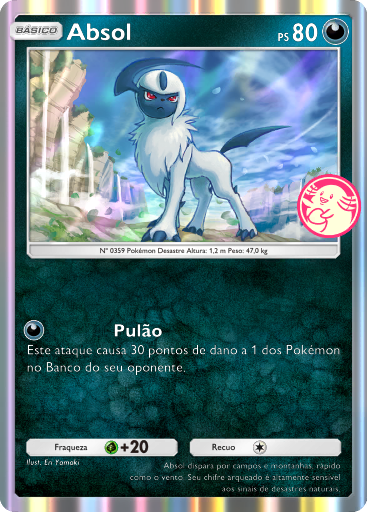 BÁSICO Absol PS 80
Nº 0359 Pokémon Desastre Altura: 1,2 m Peso: 47,0 kg
Pulão
Este ataque causa 30 pontos de dano a 1 dos Pokémon
no Banco do seu oponente.
Fraqueza +20 Recuo
Ilust. En Yamaki
Absol dispara por campos e montanhas, rápido
como o vento. Seu chifre arqueado é altamente sensível
aos sinais de desastres naturais.